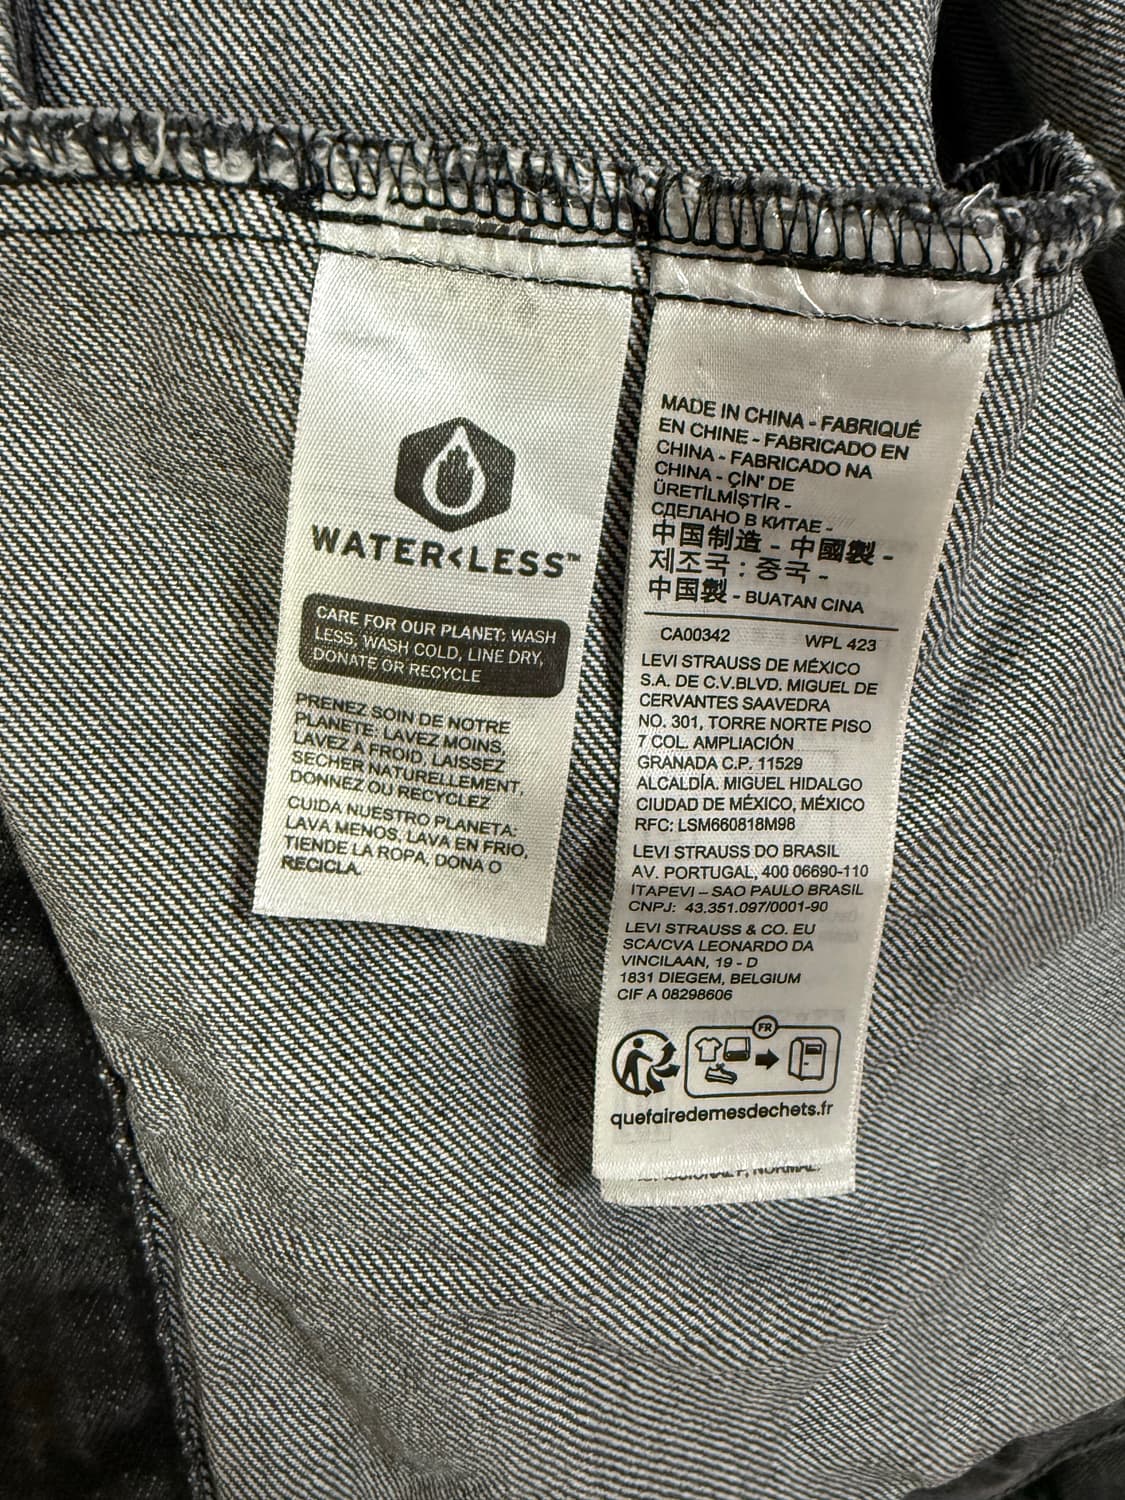 WATER<LESS™
CARE FOR OUR PLANET: WASH
LESS, WASH COLD, LINE DRY,
DONATE OR RECYCLE
PRENEZ SOIN DE NOTRE
PLANÈTE: LAVEZ MOINS,
LAVEZ A FROID, LAISSEZ
SECHER NATURELLEMENT,
DONNEZ OU RECYCLEZ
CUIDA NUESTRO PLANETA:
LAVA MENOS, LAVA EN FRIO,
TIENDE LA ROPA, DONA O
RECICLA.
MADE IN CHINA - FABRIQUÉ
EN CHINE - FABRICADO EN
CHINA - FABRICADO NA
CHINA - ÇİN' DE
ÜRETİLMİŞTİR -
СДЕЛАНО В КИТАЕ -
中国制造 - 中國製 -
제조국 : 중국 -
中国製 - BUATAN CINA
CA00342 WPL 423
LEVI STRAUSS DE MÉXICO
S.A. DE C.V.BLVD. MIGUEL DE
CERVANTES SAAVEDRA
NO. 301, TORRE NORTE PISO
7 COL. AMPLIACIÓN
GRANADA C.P. 11529
ALCALDÍA. MIGUEL HIDALGO
CIUDAD DE MÉXICO, MÉXICO
RFC: LSM660818M98
LEVI STRAUSS DO BRASIL
AV. PORTUGAL, 400 06690-110
ITAPEVI – SAO PAULO BRASIL
CNPJ: 43.351.097/0001-90
LEVI STRAUSS & CO. EU
SCA/CVA LEONARDO DA
VINCILAAN, 19 - D
1831 DIEGEM, BELGIUM
CIF A 08298606
FR
quefairedemesdechets.fr
NORMAL.